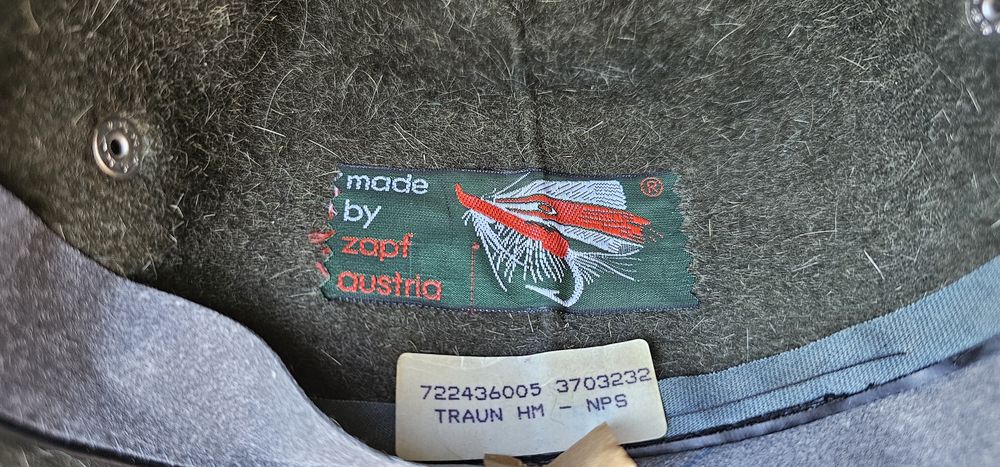 made
by
zapf
austria
®
722436005 3703232
TRAUN HM - NPS